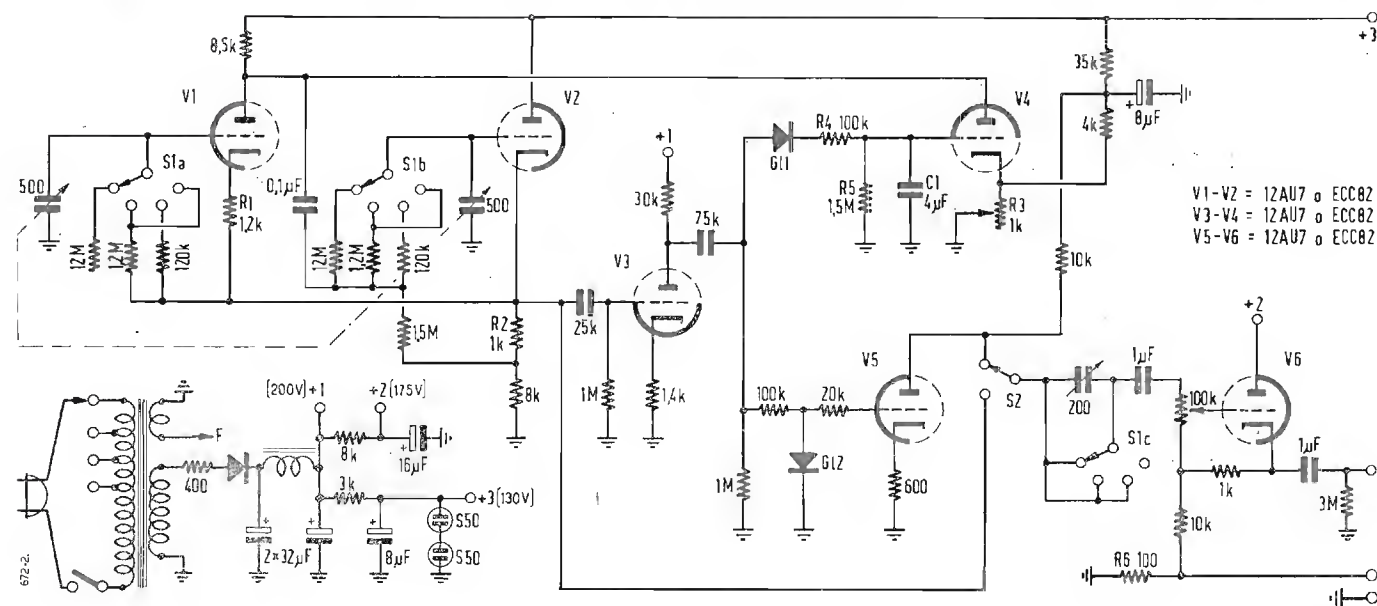 +3
8,5k
35k
V1
V2
V4
+
8µF
4k
R4 100k
+1
Gl1
S1a
S1b
500
0,1µF
500
30k
75k
R5
1,5M
C1
4µF
R3
1k
V1-V2 = 12AU7 o ECC82
V3-V4 = 12AU7 o ECC82
V5-V6 = 12AU7 o ECC82
R1
1,2k
12M
1,2M
120k
12M
1,2M
120k
V3
10k
+2
25k
1,5M
R2
1k
V5
1µF
V6
(200V)+1
+2(175V)
8k
1M
1,4k
100k
20k
S2
200
100k
F
8k
+
16µF
S1c
1µF
400
Gl2
3k
+3(130V)
1M
600
1k
3M
S50
S50
+
+
+
2×32µF
8µF
10k
R6 100
672-2.